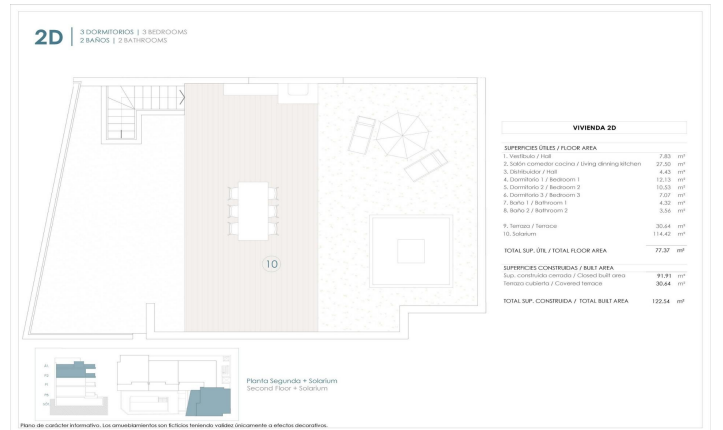 2D
3 DORMITORIOS | 3 BEDROOMS
2 BAÑOS | 2 BATHROOMS
10
VIVIENDA 2D
SUPERFICIES ÚTILES / FLOOR AREA
1. Vestíbulo / Hall 7,83 m²
2. Salón comedor cocina / Living dinning kitchen 27,50 m²
3. Distribuidor / Hall 4,43 m²
4. Dormitorio 1 / Bedroom 1 12,13 m²
5. Dormitorio 2 / Bedroom 2 10,53 m²
6. Dormitorio 3 / Bedroom 3 7,07 m²
7. Baño 1 / Bathroom 1 4,32 m²
8. Baño 2 / Bathroom 2 3,56 m²
9. Terraza / Terrace 30,64 m²
10. Solarium 114,42 m²
TOTAL SUP. ÚTIL / TOTAL FLOOR AREA 77.37 m²
SUPERFICIES CONSTRUIDAS / BUILT AREA
Sup. construida cerrada / Closed built area 91,91 m²
Terraza cubierta / Covered terrace 30.64 m²
TOTAL SUP. CONSTRUIDA / TOTAL BUILT AREA 122.54 m²
Planta Segunda + Solarium
Second Floor + Solarium
Plano de carácter informativo. Los amueblamientos son ficticios teniendo validez únicamente a efectos decorativos.